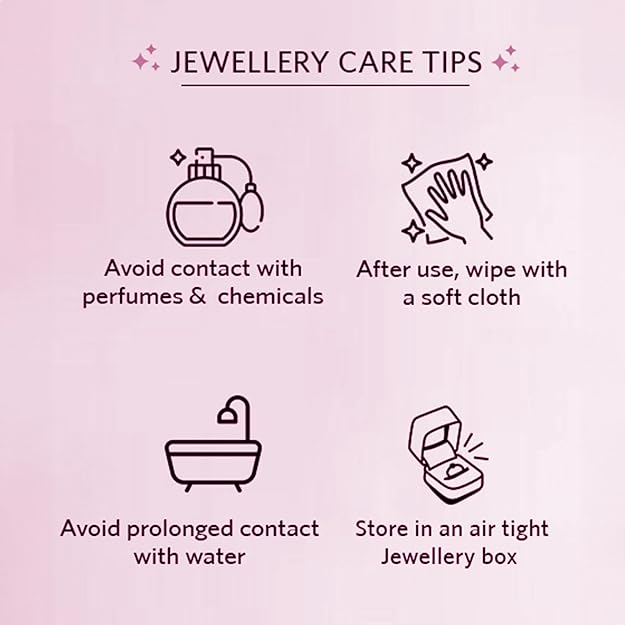 JEWELLERY CARE TIPS
Avoid contact with
perfumes & chemicals
After use, wipe with
a soft cloth
Avoid prolonged contact
with water
Store in an air tight
Jewellery box